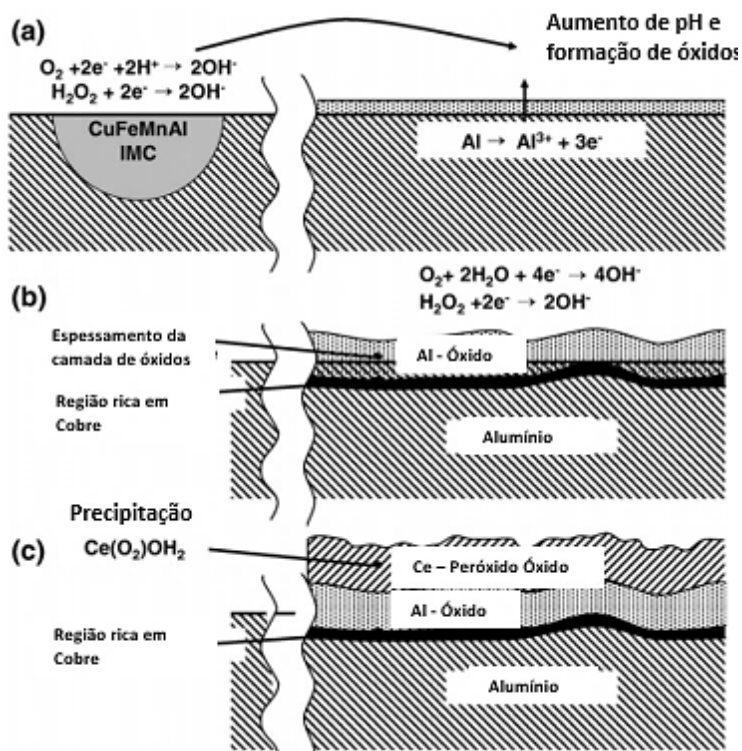 (a)
Aumento de pH e
formação de óxidos
O₂ +2e⁻ +2H⁺ → 2OH⁻
H₂O₂ + 2e⁻ → 2OH⁻
CuFeMnAl
IMC
Al → Al³⁺ + 3e⁻
(b)
O₂+ 2H₂O + 4e⁻ → 4OH⁻
H₂O₂ +2e⁻ → 2OH⁻
Espessamento da
camada de óxidos
Al - Óxido
Região rica em
Cobre
Alumínio
Precipitação
(c)
Ce(O₂)OH₂
Ce – Peróxido Óxido
Al - Óxido
Região rica em
Cobre
Alumínio